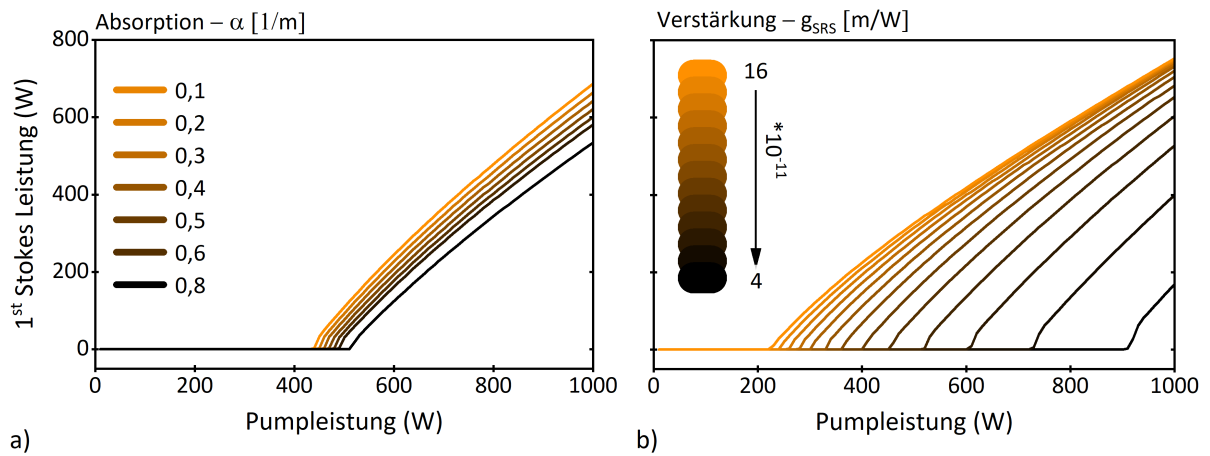 Absorption – α [1/m]
800
600
400
200
0
1st Stokes Leistung (W)
0,1
0,2
0,3
0,4
0,5
0,6
0,8
0 200 400 600 800 1000
Pumpleistung (W)
a)
Verstärkung – gSRS [m/W]
16
*10-11
4
0 200 400 600 800 1000
Pumpleistung (W)
b)